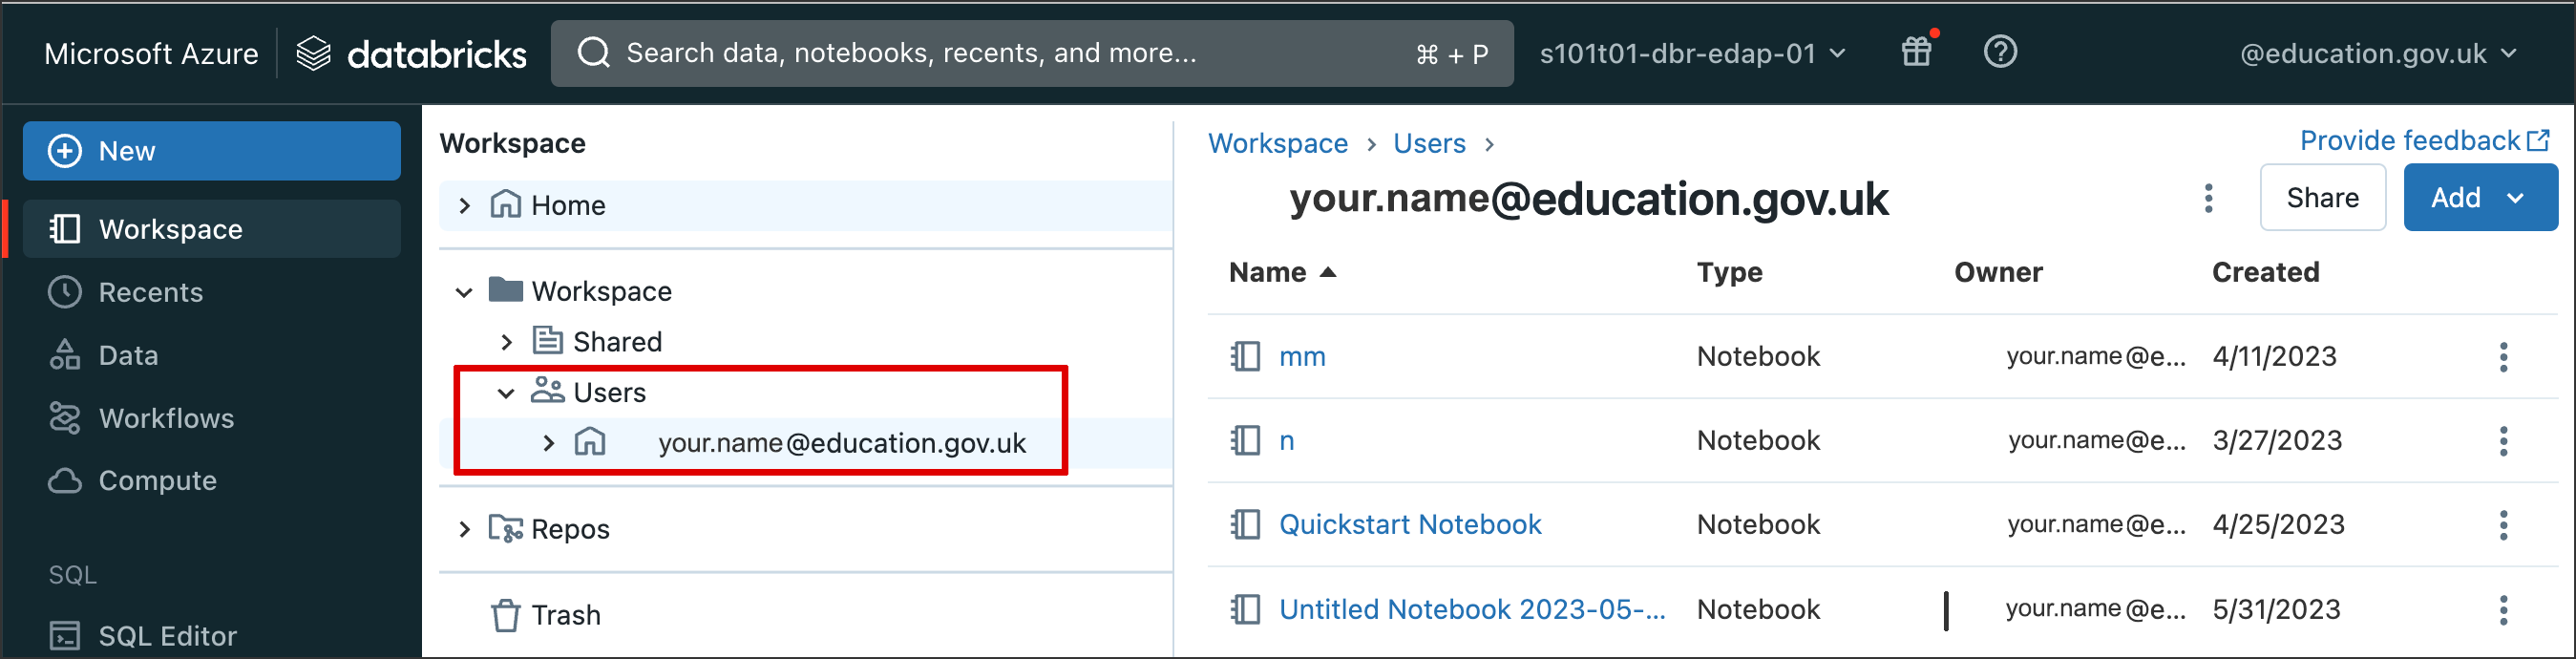 Microsoft Azure databricks Search data, notebooks, recents, and more... ⌘ + P s101t01-dbr-edap-01 @education.gov.uk
New
Workspace
Recents
Data
Workflows
Compute
SQL
SQL Editor
Workspace
Home
Workspace
Shared
Users
your.name@education.gov.uk
Repos
Trash
Workspace > Users >
Provide feedback
your.name@education.gov.uk
Share
Add
Name Type Owner Created
mm Notebook your.name@e... 4/11/2023
n Notebook your.name@e... 3/27/2023
Quickstart Notebook Notebook your.name@e... 4/25/2023
Untitled Notebook 2023-05-... Notebook your.name@e... 5/31/2023